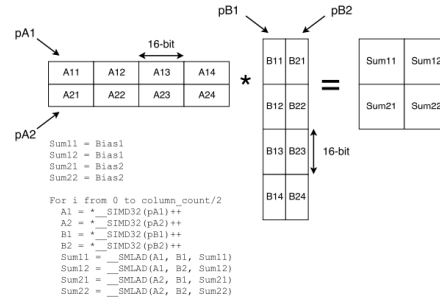 pB1 pB2
pA1
16-bit
A11 A12 A13 A14
A21 A22 A23 A24
pA2
*
B11 B21
B12 B22
B13 B23
B14 B24
16-bit
=
Sum11 Sum12
Sum21 Sum22
Sum11 = Bias1
Sum12 = Bias1
Sum21 = Bias2
Sum22 = Bias2
For i from 0 to column_count/2
A1 = *__SIMD32(pA1)++
A2 = *__SIMD32(pA2)++
B1 = *__SIMD32(pB1)++
B2 = *__SIMD32(pB2)++
Sum11 = __SMLAD(A1, B1, Sum11)
Sum12 = __SMLAD(A1, B2, Sum12)
Sum21 = __SMLAD(A2, B1, Sum21)
Sum22 = __SMLAD(A2, B2, Sum22)